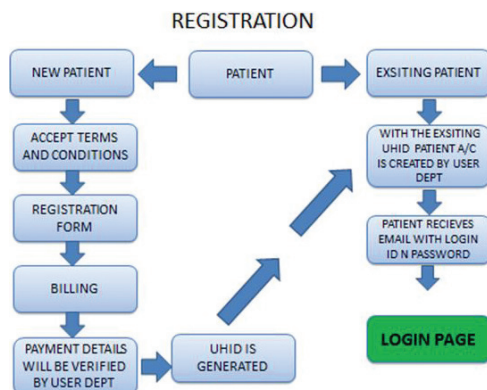 REGISTRATION
NEW PATIENT
PATIENT
EXSITING PATIENT
ACCEPT TERMS
AND CONDITIONS
WITH THE EXSITING
UHID PATIENT A/C
IS CREATED BY USER
DEPT
REGISTRATION
FORM
PATIENT RECIEVES
EMAIL WITH LOGIN
ID N PASSWORD
BILLING
PAYMENT DETAILS
WILL BE VERIFIED
BY USER DEPT
UHID IS
GENERATED
LOGIN PAGE